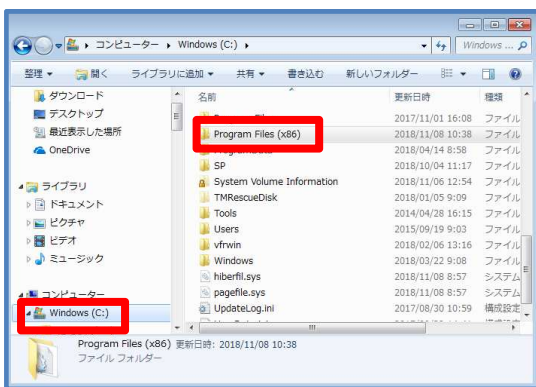 コンピューター ▸ Windows (C:) ▸
Windows ...
整理 開く ライブラリに追加 共有 書き込む 新しいフォルダー
ダウンロード
デスクトップ
最近表示した場所
OneDrive
ライブラリ
ドキュメント
ピクチャ
ビデオ
ミュージック
コンピューター
Windows (C:)
名前 更新日時 種類
2017/11/01 16:08 ファイル
Program Files (x86) 2018/11/08 10:38 ファイル
2018/04/14 8:58 ファイル
SP 2018/10/04 11:17 ファイル
System Volume Information 2018/11/06 12:54 ファイル
TMRescueDisk 2018/01/05 9:09 ファイル
Tools 2014/04/28 16:15 ファイル
Users 2015/09/19 9:03 ファイル
vfrwin 2018/02/06 13:16 ファイル
Windows 2018/03/22 9:08 ファイル
hiberfil.sys 2018/11/08 8:57 システム
pagefile.sys 2018/11/08 8:57 システム
UpdateLog.ini 2017/08/30 10:59 構成設定
Program Files (x86) 更新日時: 2018/11/08 10:38
ファイル フォルダー